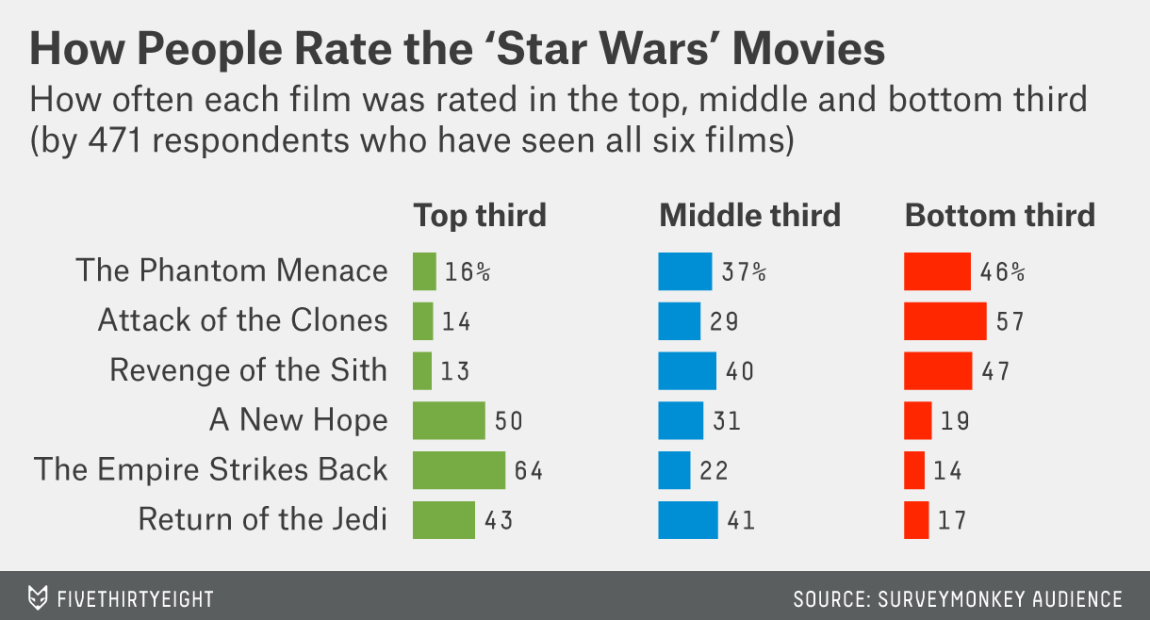 How People Rate the ‘Star Wars’ Movies
How often each film was rated in the top, middle and bottom third
(by 471 respondents who have seen all six films)
Top third Middle third Bottom third
The Phantom Menace 16% 37% 46%
Attack of the Clones 14 29 57
Revenge of the Sith 13 40 47
A New Hope 50 31 19
The Empire Strikes Back 64 22 14
Return of the Jedi 43 41 17
FIVETHIRTYEIGHT SOURCE: SURVEYMONKEY AUDIENCE